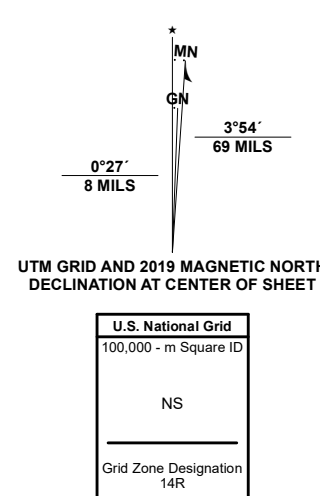 ★
MN
GN
3°54´
69 MILS
0°27´
8 MILS
UTM GRID AND 2019 MAGNETIC NORTH
DECLINATION AT CENTER OF SHEET
U.S. National Grid
100,000 - m Square ID
NS
Grid Zone Designation
14R